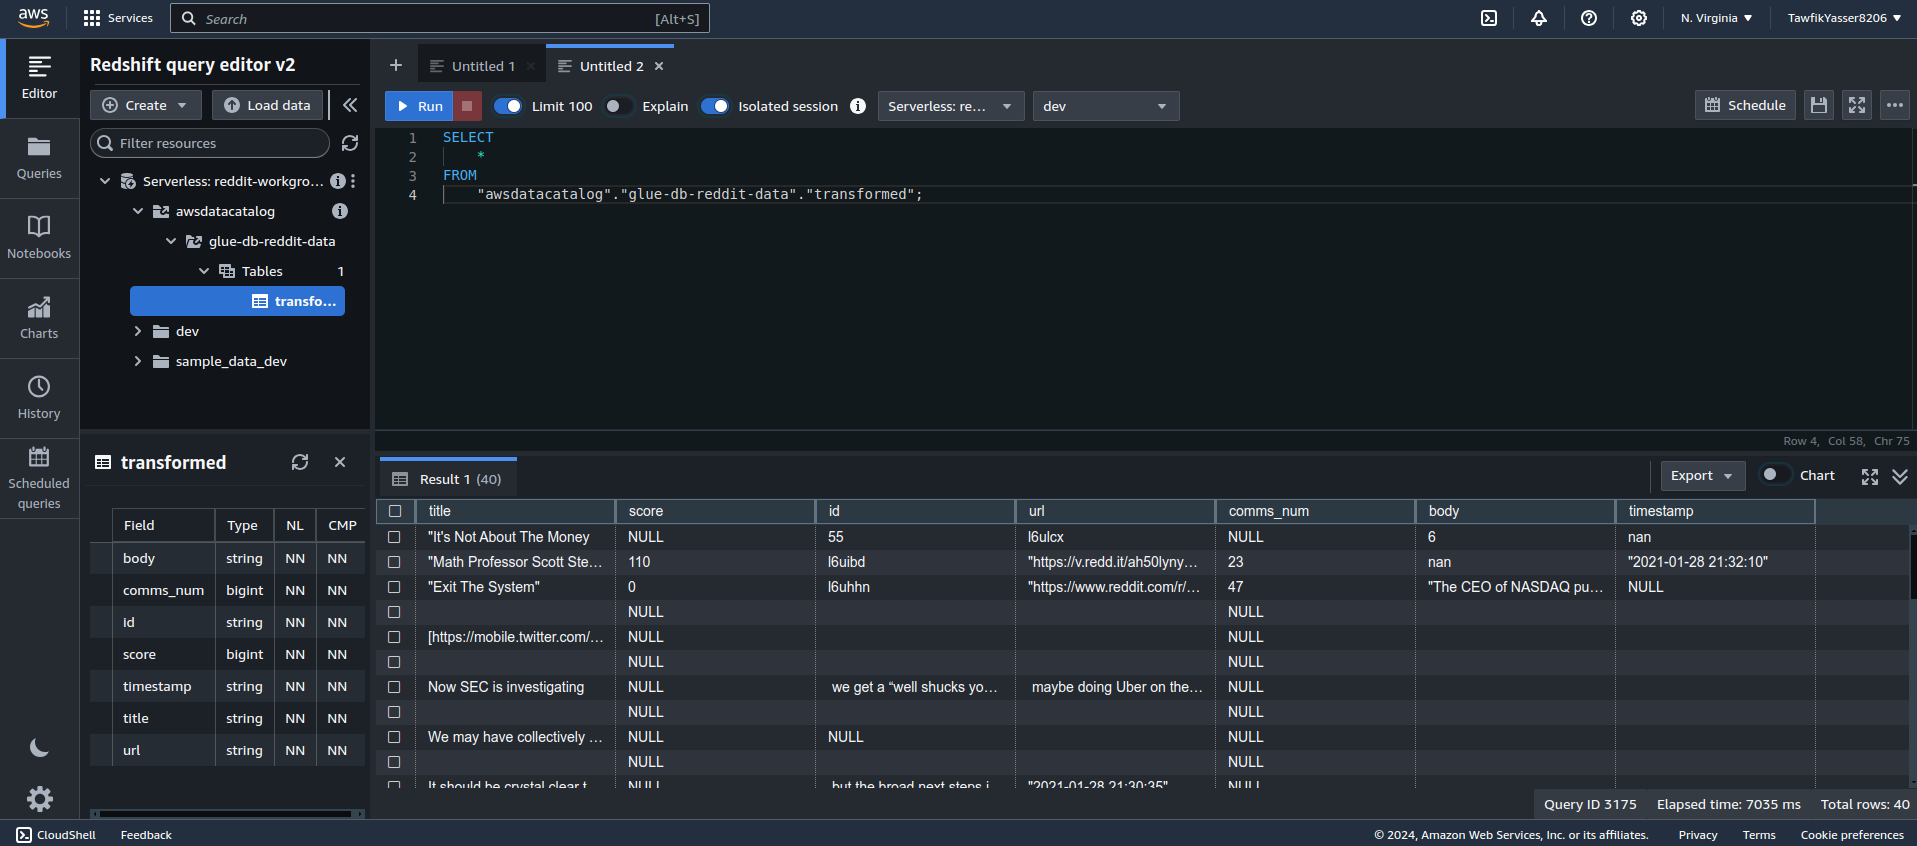 aws Services Search [Alt+S] N. Virginia TawfikYasser8206
Editor
Queries
Notebooks
Charts
History
Scheduled
queries
Redshift query editor v2
Create Load data
Filter resources
Serverless: reddit-workgro...
awsdatacatalog
glue-db-reddit-data
Tables 1
transfo...
dev
sample_data_dev
transformed
Field Type NL CMP
body string NN NN
comms_num bigint NN NN
id string NN NN
score bigint NN NN
timestamp string NN NN
title string NN NN
url string NN NN
Untitled 1 Untitled 2
Run Limit 100 Explain Isolated session Serverless: re... dev Schedule
1 SELECT
2 *
3 FROM
4 "awsdatacatalog"."glue-db-reddit-data"."transformed";
Row 4, Col 58, Chr 75
Result 1 (40) Export Chart
title score id url comms_num body timestamp
"It's Not About The Money NULL 55 l6ulcx NULL 6 nan
"Math Professor Scott Ste... 110 l6uibd "https://v.redd.it/ah50lyny... 23 nan "2021-01-28 21:32:10"
"Exit The System" 0 l6uhhn "https://www.reddit.com/r/... 47 "The CEO of NASDAQ pu... NULL
NULL NULL
[https://mobile.twitter.com/... NULL NULL
NULL NULL
Now SEC is investigating NULL we get a “well shucks yo... maybe doing Uber on the... NULL
NULL NULL
We may have collectively ... NULL NULL NULL
NULL NULL
It should be crystal clear t NULL but the broad next steps i "2021-01-28 21:30:35" NULL
Query ID 3175 Elapsed time: 7035 ms Total rows: 40
CloudShell Feedback © 2024, Amazon Web Services, Inc. or its affiliates. Privacy Terms Cookie preferences